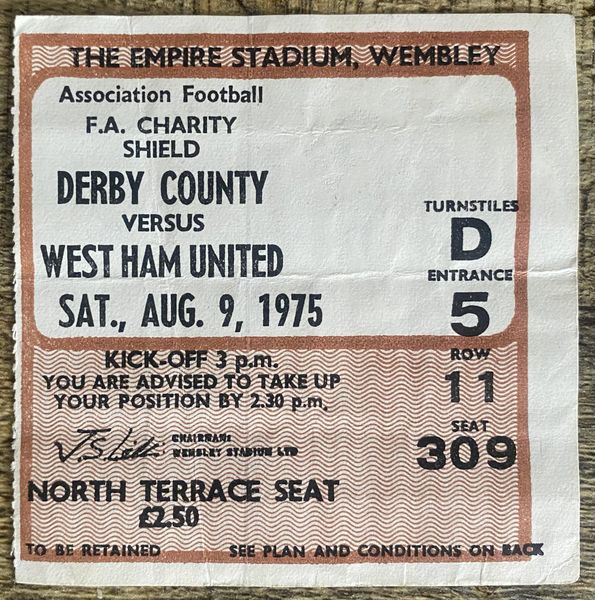 THE EMPIRE STADIUM, WEMBLEY
Association Football
F.A. CHARITY
SHIELD
DERBY COUNTY
VERSUS
WEST HAM UNITED
SAT., AUG. 9, 1975
TURNSTILES
D
ENTRANCE
5
ROW
11
SEAT
309
KICK-OFF 3 p.m.
YOU ARE ADVISED TO TAKE UP
YOUR POSITION BY 2.30 p.m.
CHAIRMAN:
WEMBLEY STADIUM LTD
NORTH TERRACE SEAT
£2.50
TO BE RETAINED SEE PLAN AND CONDITIONS ON BACK